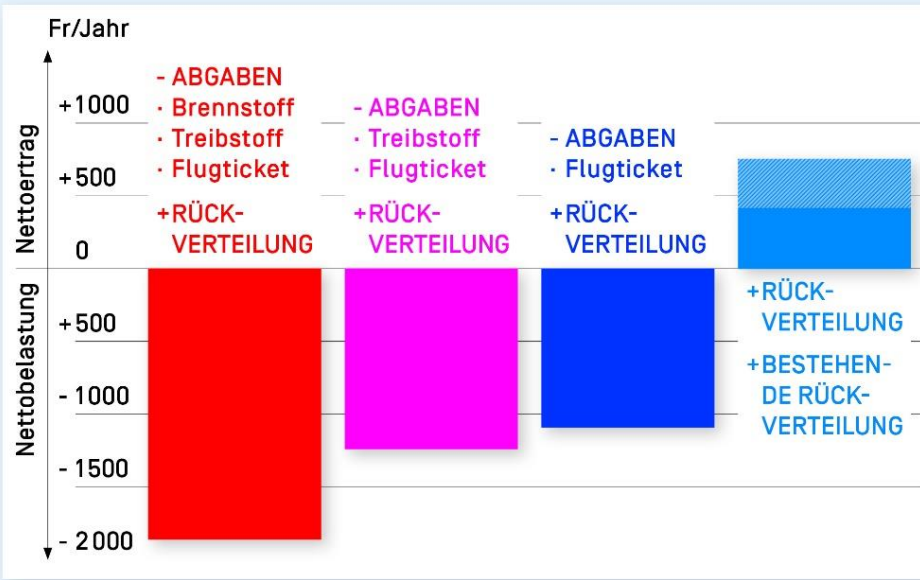 Fr/Jahr
Nettoertrag
Nettobelastung
+1000
+500
0
+500
- 1000
- 1500
- 2000
- ABGABEN
· Brennstoff
· Treibstoff
· Flugticket
+RÜCK-
VERTEILUNG
- ABGABEN
· Treibstoff
· Flugticket
+RÜCK-
VERTEILUNG
- ABGABEN
· Flugticket
+RÜCK-
VERTEILUNG
+RÜCK-
VERTEILUNG
+BESTEHEN-
DE RÜCK-
VERTEILUNG